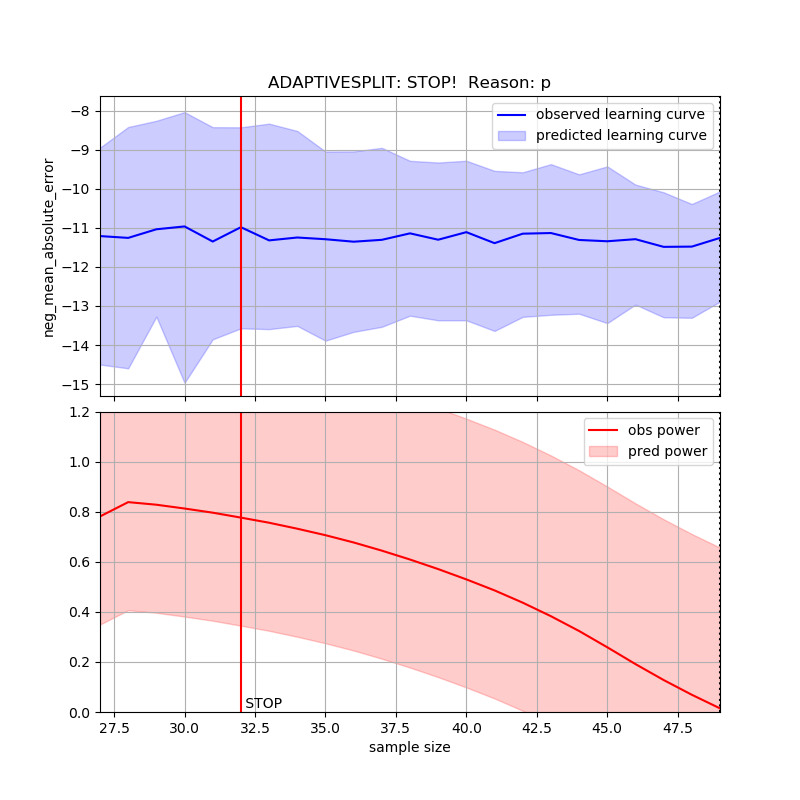 ADAPTIVESPLIT: STOP!  Reason: p
observed learning curve
predicted learning curve
−8
−9
−10
−11
−12
−13
−14
−15
neg_mean_absolute_error
obs power
pred power
1.2
1.0
0.8
0.6
0.4
0.2
0.0
STOP
27.5 30.0 32.5 35.0 37.5 40.0 42.5 45.0 47.5
sample size